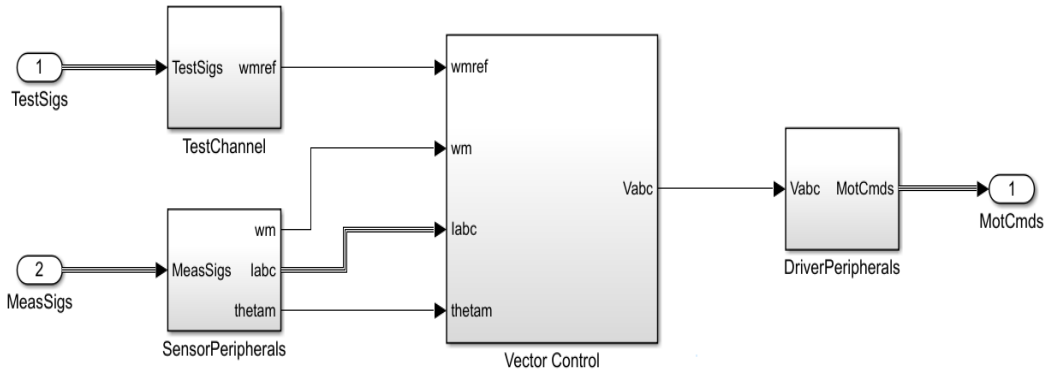 1
TestSigs
TestSigs wmref
TestChannel
2
MeasSigs
MeasSigs
wm
Iabc
thetam
SensorPeripherals
wmref
wm
Iabc
thetam
Vabc
Vector Control
Vabc MotCmds
DriverPeripherals
1
MotCmds